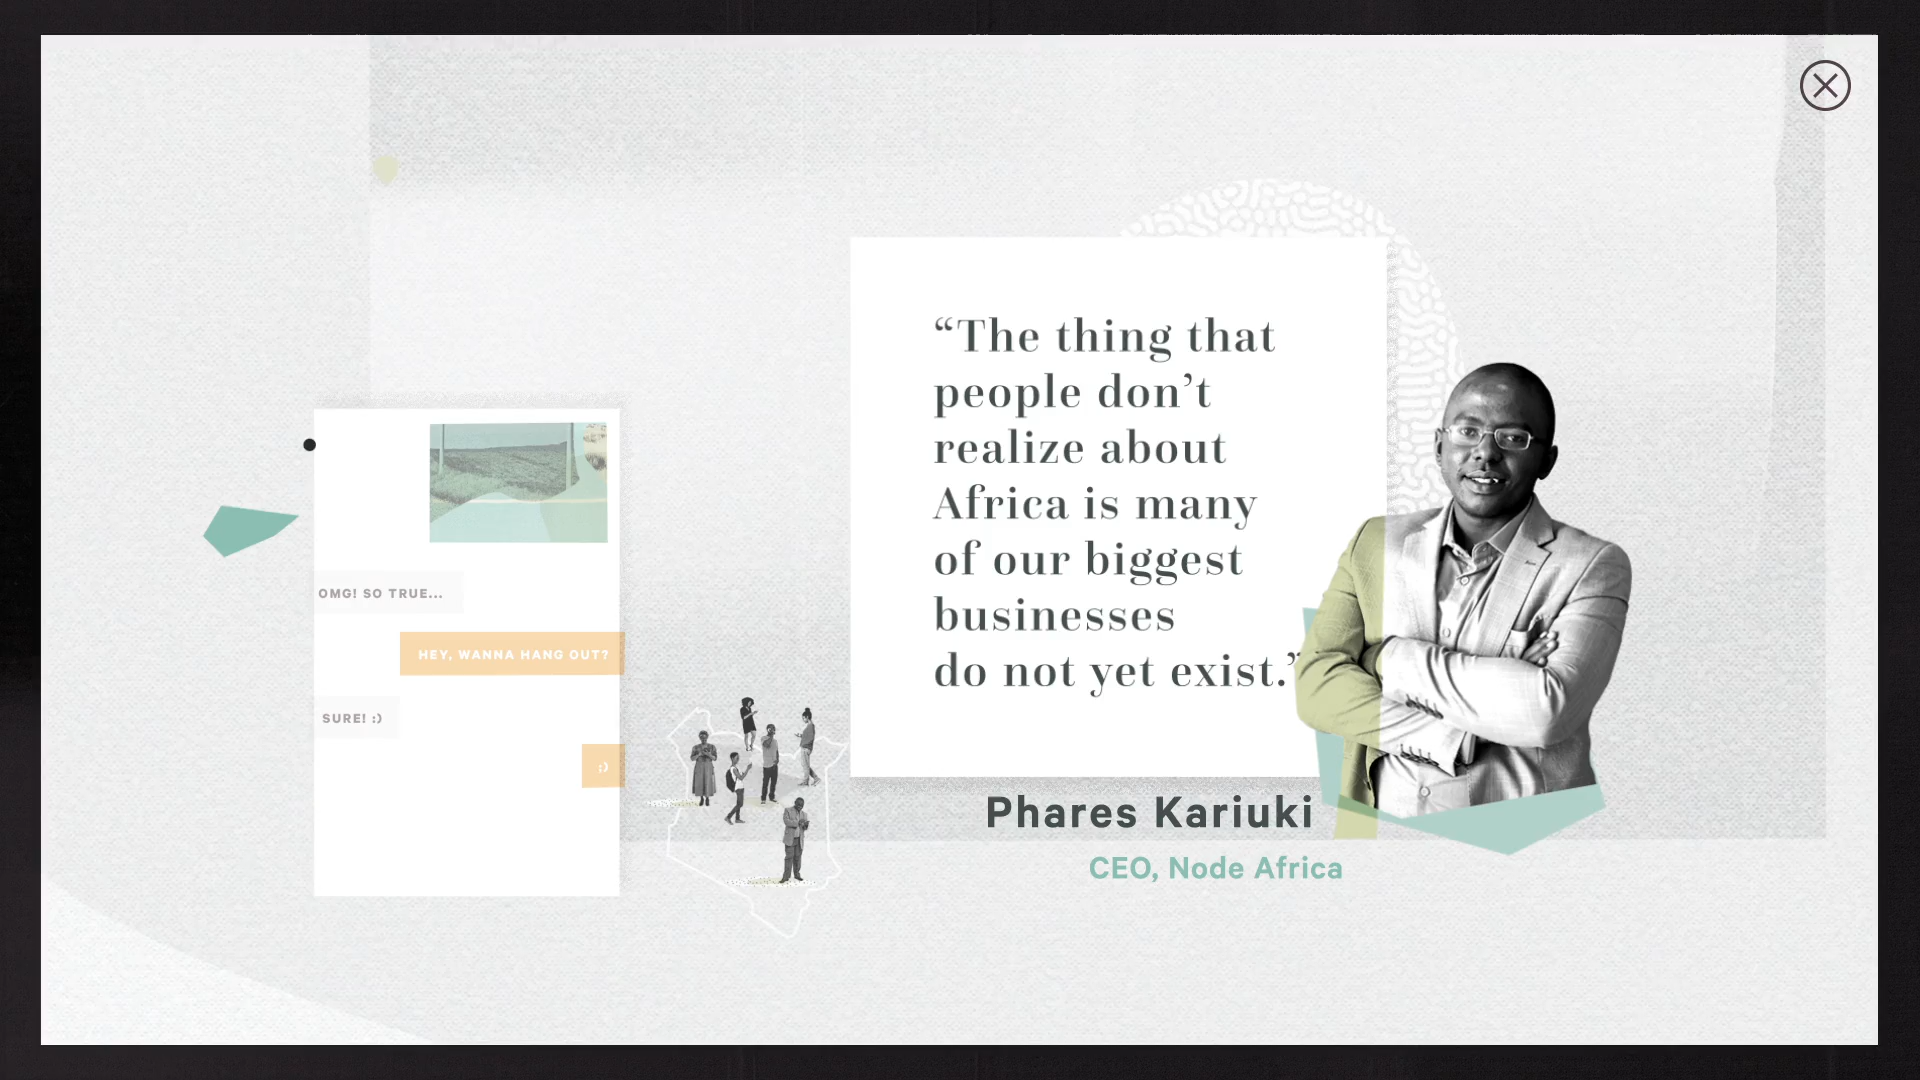 “The thing that
people don’t
realize about
Africa is many
of our biggest
businesses
do not yet exist.”
Phares Kariuki
CEO, Node Africa
OMG! SO TRUE...
HEY, WANNA HANG OUT?
SURE! :)
;)